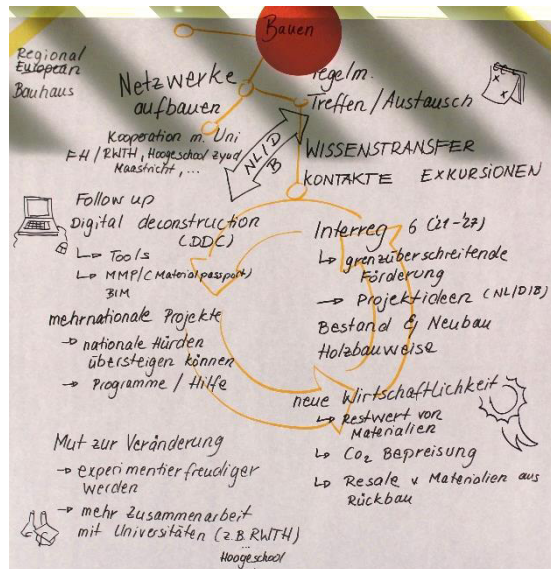 Bauen
Regional
European
Bauhaus
Netzwerke
aufbauen
Kooperation m. Uni
FH/RWTH, Hoogeschool zyud
Maastricht, ...
NL/D
B
regelm.
Treffen/Austausch
WISSENSTRANSFER
KONTAKTE EXKURSIONEN
Follow up
Digital deconstruction
(DDC)
↳ Tools
↳ MMP/C Materialpassport)
BIM
mehrnationale Projekte
→ nationale Hürden
übersteigen können
→ Programme / Hilfe
Mut zur Veränderung
→ experimentierfreudiger
werden
→ mehr Zusammenarbeit
mit Universitäten (z.B. RWTH)
...
Hoogeschool
Interreg 6 ('21-'27)
↳ grenzüberschreitende
Förderung
→ Projektideen (NL/D/B)
Bestand & Neubau
Holzbauweise
neue Wirtschaftlichkeit
↳ Restwert von
Materialien
↳ CO2 Bepreisung
↳ Resale v Materialien aus
Rückbau